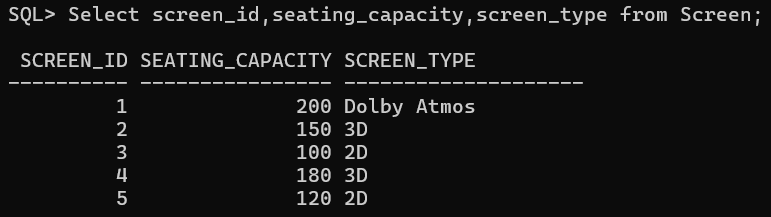 SQL> Select screen_id,seating_capacity,screen_type from Screen;
 SCREEN_ID SEATING_CAPACITY SCREEN_TYPE
---------- ---------------- --------------------
         1              200 Dolby Atmos
         2              150 3D
         3              100 2D
         4              180 3D
         5              120 2D